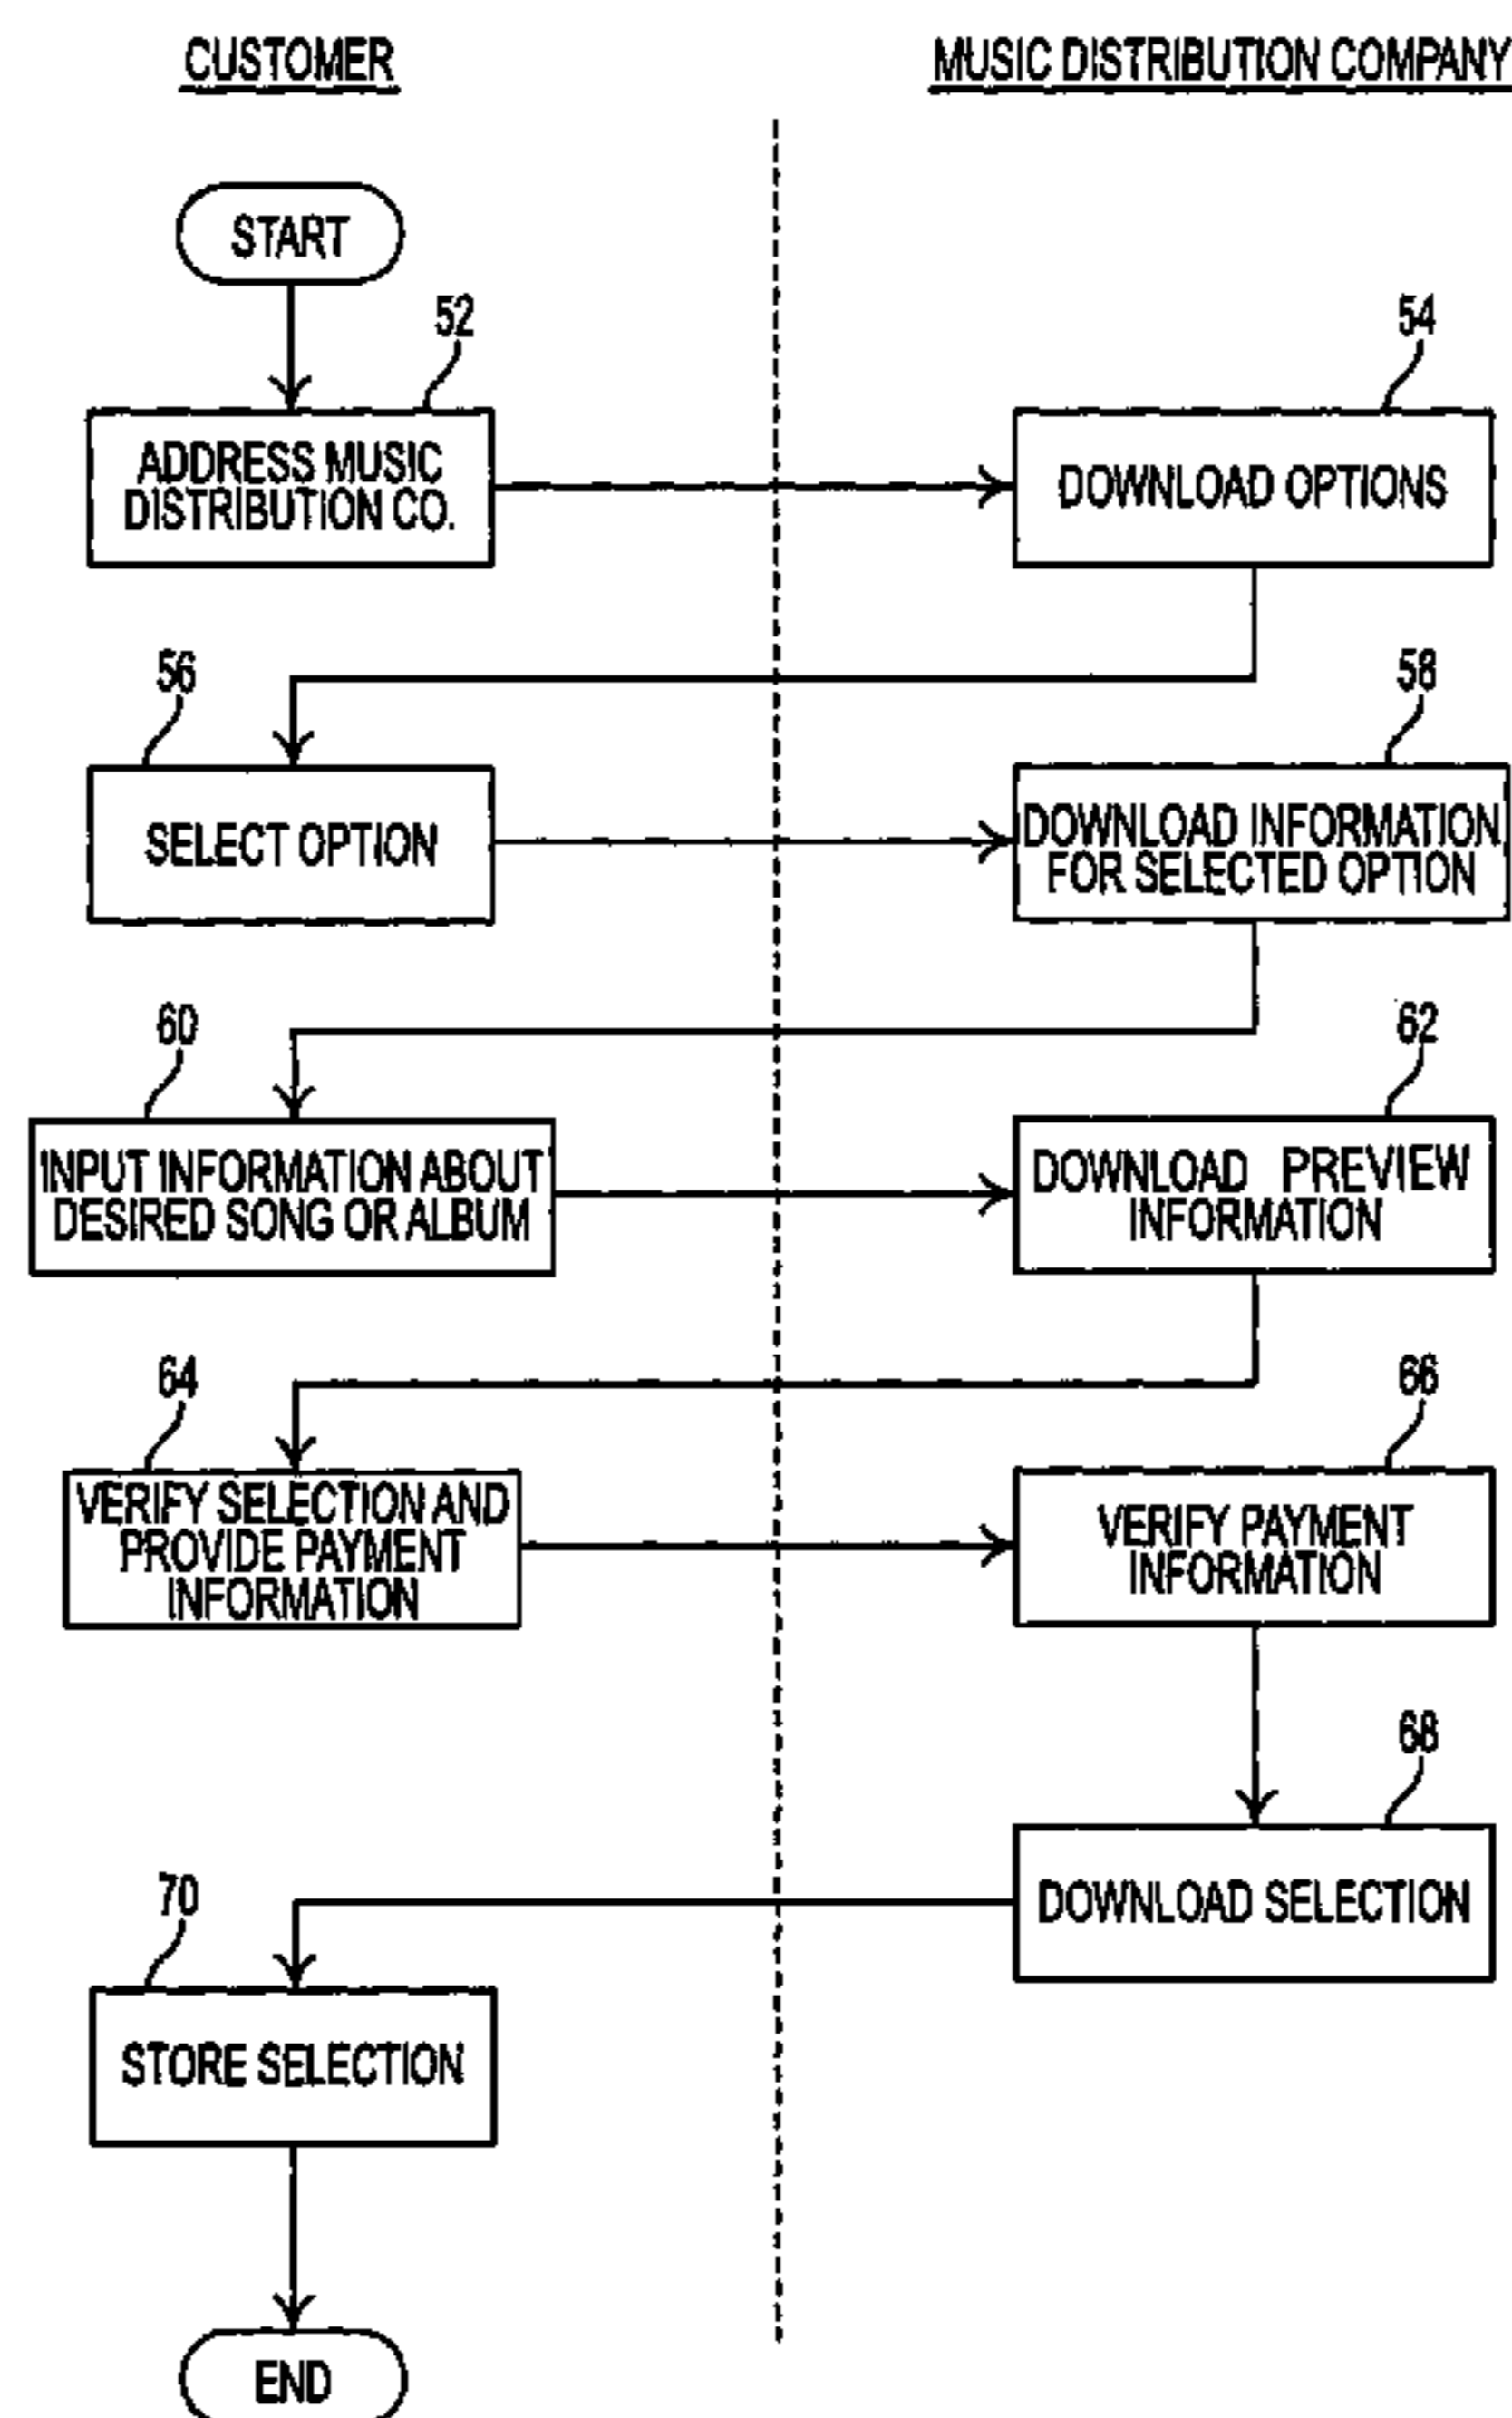 CUSTOMER
MUSIC DISTRIBUTION COMPANY
START
52
ADDRESS MUSIC
DISTRIBUTION CO.
54
DOWNLOAD OPTIONS
56
SELECT OPTION
58
DOWNLOAD INFORMATION
FOR SELECTED OPTION
60
INPUT INFORMATION ABOUT
DESIRED SONG OR ALBUM
62
DOWNLOAD PREVIEW
INFORMATION
64
VERIFY SELECTION AND
PROVIDE PAYMENT
INFORMATION
66
VERIFY PAYMENT
INFORMATION
68
DOWNLOAD SELECTION
70
STORE SELECTION
END